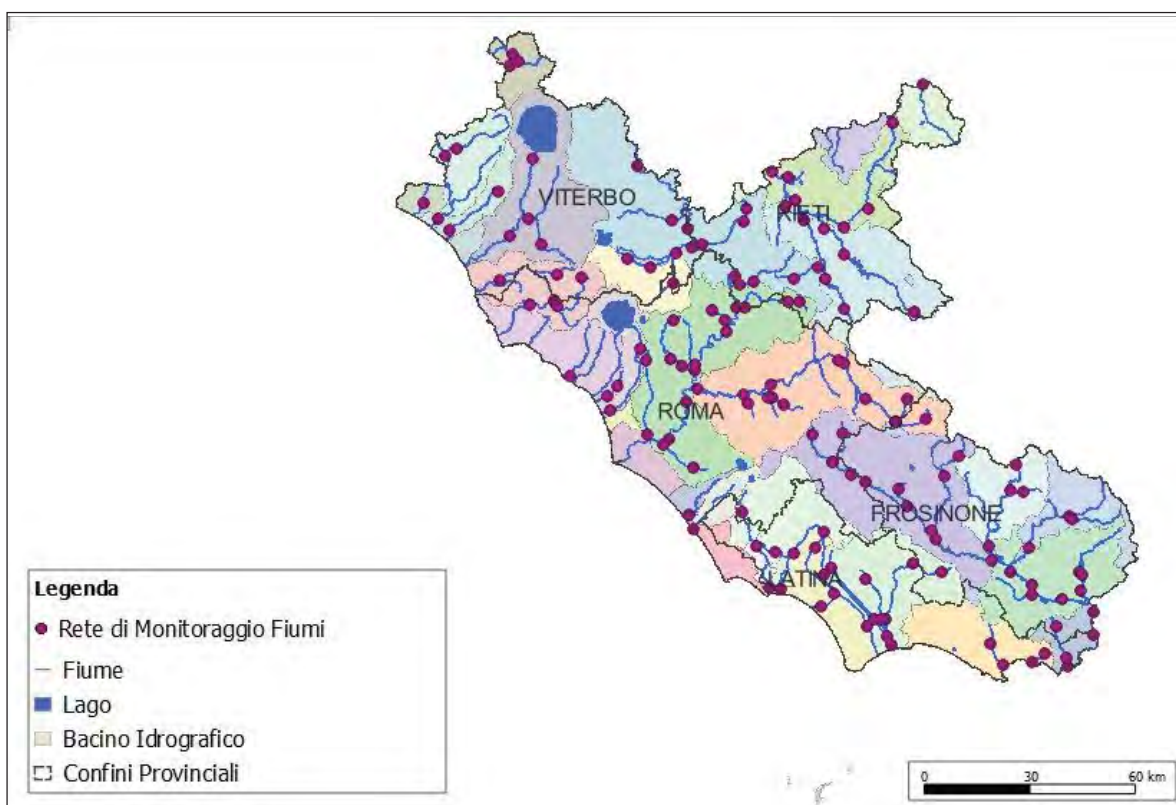 VITERBO
RIETI
ROMA
FROSINONE
LATINA
Legenda
Rete di Monitoraggio Fiumi
Fiume
Lago
Bacino Idrografico
Confini Provinciali
0 30 60 km